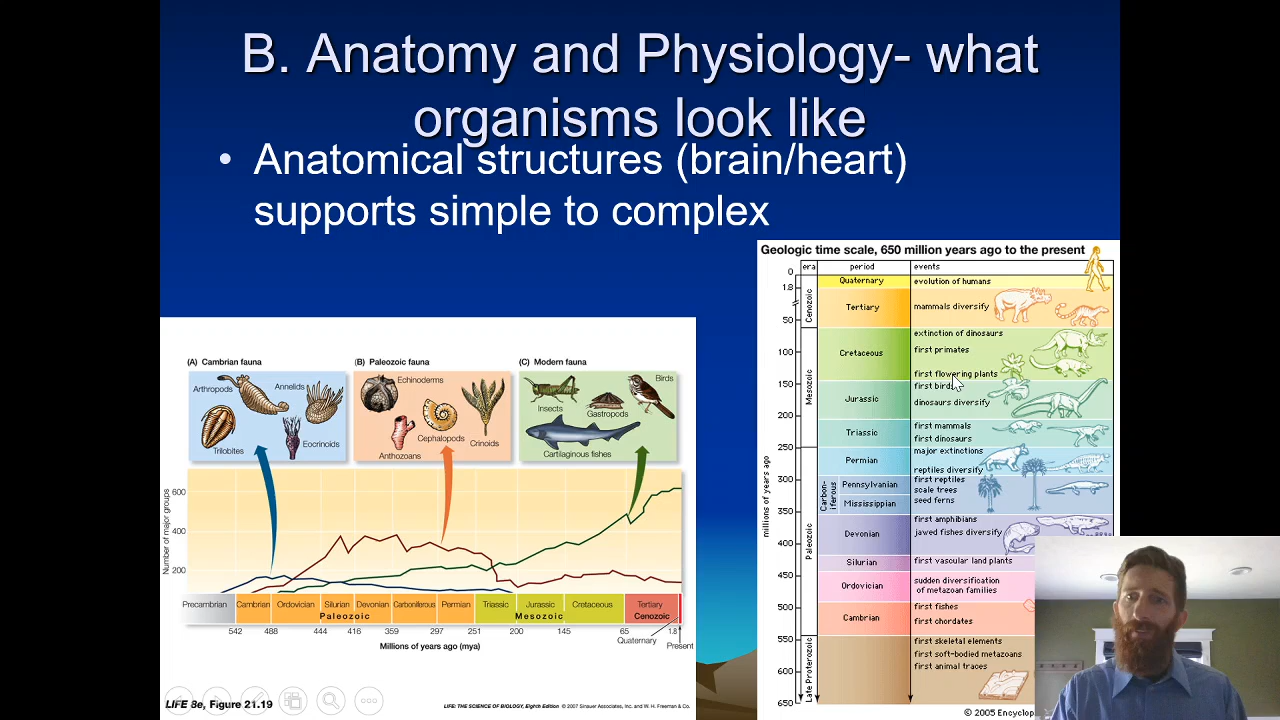 B. Anatomy and Physiology- what
organisms look like
• Anatomical structures (brain/heart)
supports simple to complex
(A) Cambrian fauna
Arthropods
Annelids
Trilobites
Eocrinoids
(B) Paleozoic fauna
Echinoderms
Cephalopods
Crinoids
Anthozoans
(C) Modern fauna
Birds
Insects
Gastropods
Cartilaginous fishes
Number of major groups
600
400
200
Precambrian Cambrian Ordovician Silurian Devonian Carboniferous Permian Triassic Jurassic Cretaceous Tertiary
Paleozoic Mesozoic Cenozoic
542 488 444 416 359 297 251 200 145 65 1.8
Quaternary
Present
Millions of years ago (mya)
LIFE 8e, Figure 21.19
LIFE: THE SCIENCE OF BIOLOGY, Eighth Edition © 2007 Sinauer Associates, Inc. and W. H. Freeman & Co.
Geologic time scale, 650 million years ago to the present
era period events
0
1.8
50
100
150
200
250
300
350
400
450
500
550
600
650
millions of years ago
Cenozoic
Mesozoic
Paleozoic
Carbon-
iferous
Late Proterozoic
Quaternary
evolution of humans
Tertiary
mammals diversify
Cretaceous
extinction of dinosaurs
first primates
first flowering plants
Jurassic
first birds
dinosaurs diversify
Triassic
first mammals
first dinosaurs
Permian
major extinctions
reptiles diversify
Pennsylvanian
first reptiles
scale trees
Mississippian
seed ferns
Devonian
first amphibians
jawed fishes diversify
Silurian
first vascular land plants
Ordovician
sudden diversification
of metazoan families
Cambrian
first fishes
first chordates
first skeletal elements
first soft-bodied metazoans
first animal traces
© 2005 Encyclop